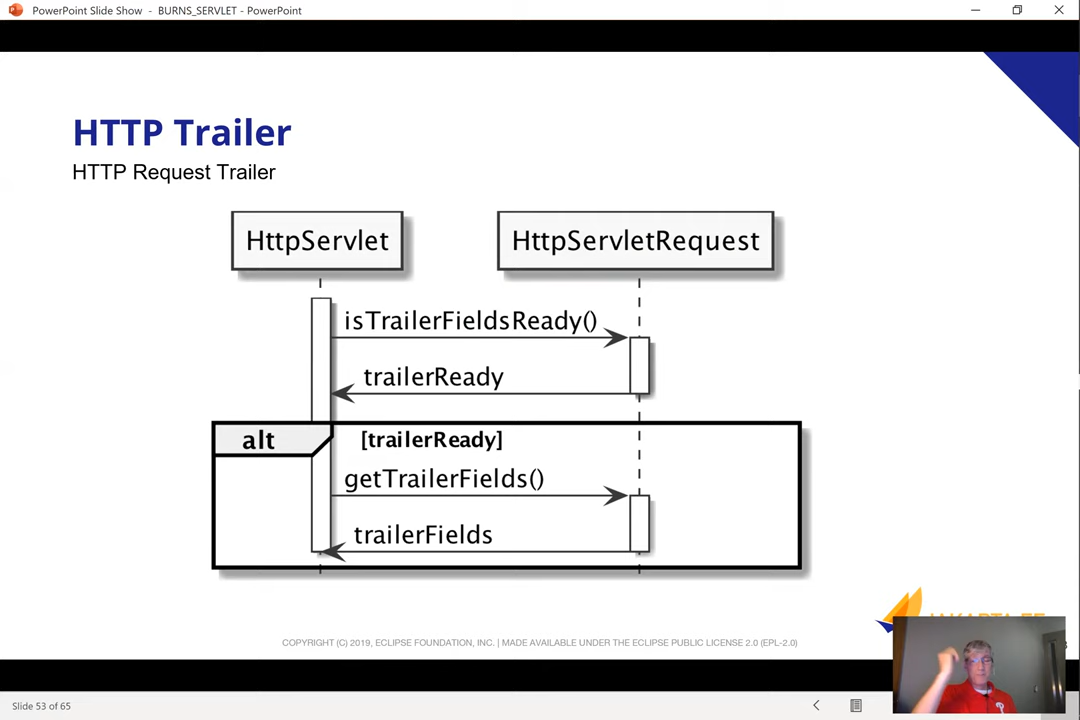 PowerPoint Slide Show - BURNS_SERVLET - PowerPoint
HTTP Trailer
HTTP Request Trailer
HttpServlet
HttpServletRequest
isTrailerFieldsReady()
trailerReady
alt
[trailerReady]
getTrailerFields()
trailerFields
COPYRIGHT (C) 2019, ECLIPSE FOUNDATION, INC. | MADE AVAILABLE UNDER THE ECLIPSE PUBLIC LICENSE 2.0 (EPL-2.0)
Slide 53 of 65